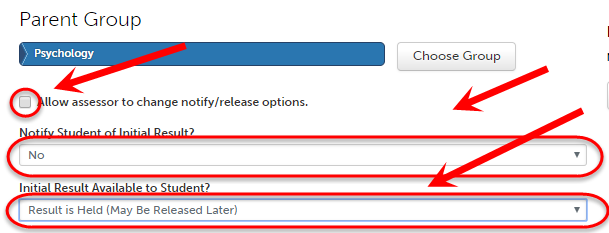 Parent Group
Psychology
Choose Group
Allow assessor to change notify/release options.
Notify Student of Initial Result?
No
Initial Result Available to Student?
Result is Held (May Be Released Later)